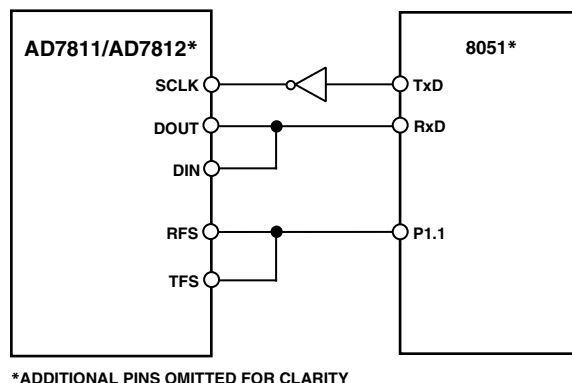 AD7811/AD7812*
8051*
SCLK
TxD
DOUT
RxD
DIN
RFS
P1.1
TFS
*ADDITIONAL PINS OMITTED FOR CLARITY